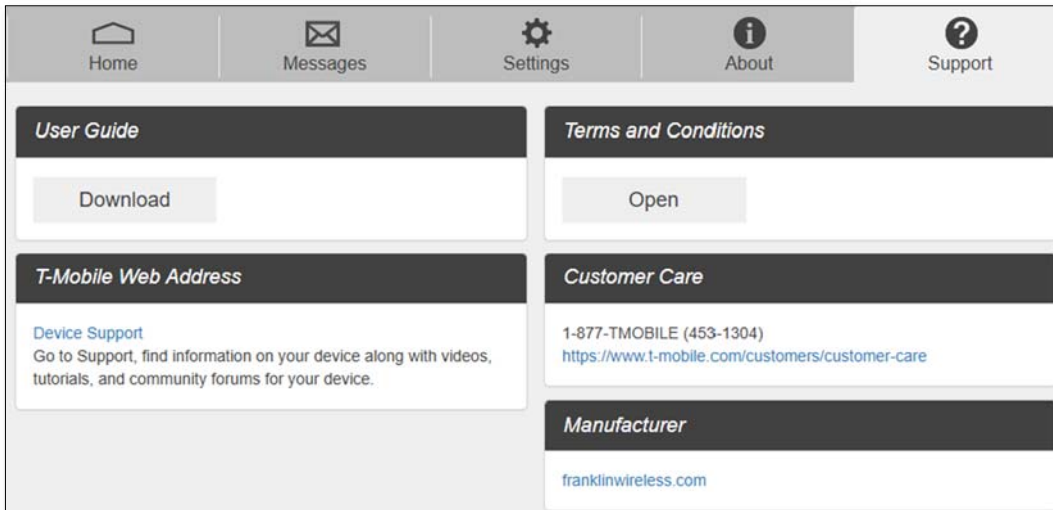 Home
Messages
Settings
About
Support
User Guide
Download
T-Mobile Web Address
Device Support
Go to Support, find information on your device along with videos,
tutorials, and community forums for your device.
Terms and Conditions
Open
Customer Care
1-877-TMOBILE (453-1304)
https://www.t-mobile.com/customers/customer-care
Manufacturer
franklinwireless.com